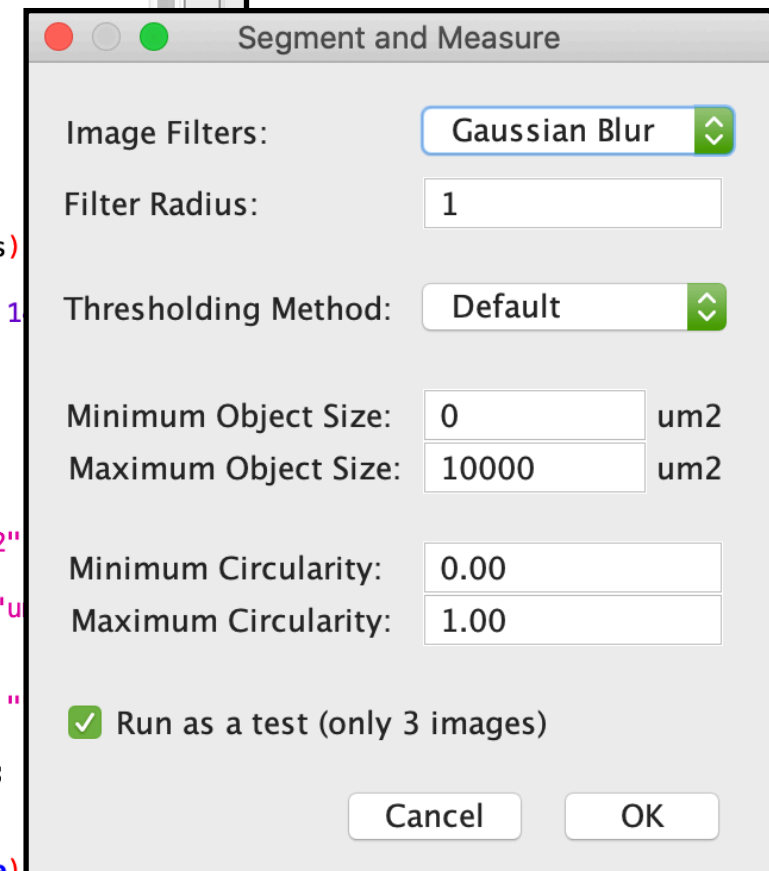 Segment and Measure
Image Filters: Gaussian Blur
Filter Radius: 1
s)
1
Thresholding Method: Default
Minimum Object Size: 0 um2
Maximum Object Size: 10000 um2
2"
Minimum Circularity: 0.00
"u
Maximum Circularity: 1.00
"
Run as a test (only 3 images)
;
Cancel OK
)